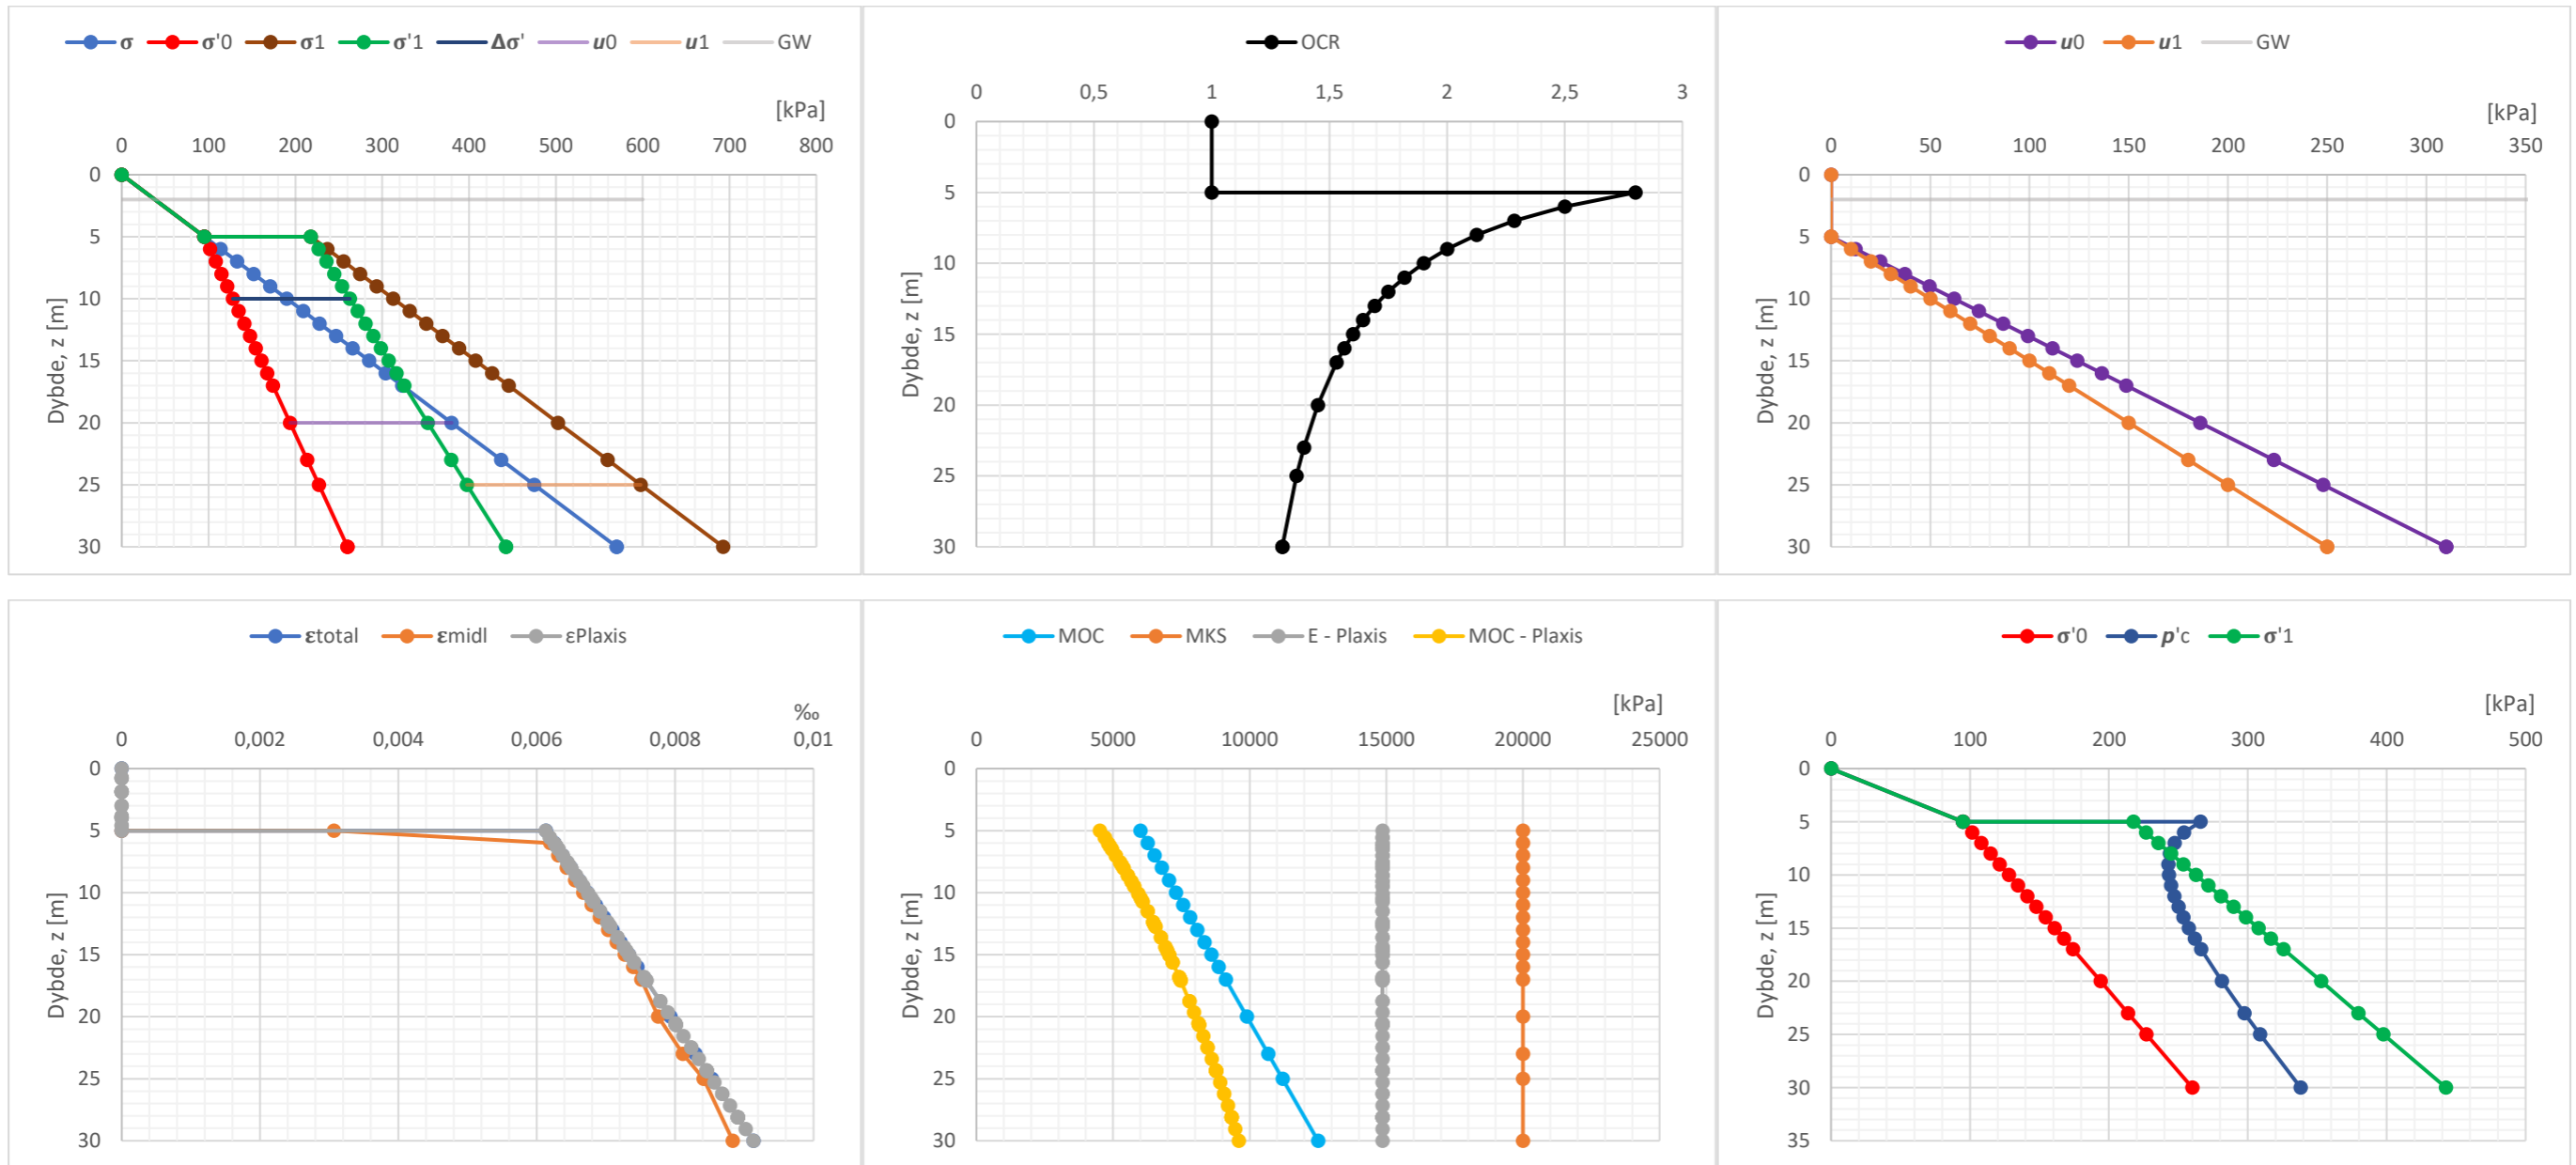 σ σ'0 σ1 σ'1 Δσ' u0 u1 GW
[kPa]
0 100 200 300 400 500 600 700 800
0
5
10
15
20
25
30
Dybde, z [m]
OCR
0 0,5 1 1,5 2 2,5 3
0
5
10
15
20
25
30
Dybde, z [m]
u0 u1 GW
[kPa]
0 50 100 150 200 250 300 350
0
5
10
15
20
25
30
Dybde, z [m]
εtotal εmidl εPlaxis
‰
0 0,002 0,004 0,006 0,008 0,01
0
5
10
15
20
25
30
Dybde, z [m]
MOC MKS E - Plaxis MOC - Plaxis
[kPa]
0 5000 10000 15000 20000 25000
0
5
10
15
20
25
30
Dybde, z [m]
σ'0 p'c σ'1
[kPa]
0 100 200 300 400 500
0
5
10
15
20
25
30
35
Dybde, z [m]